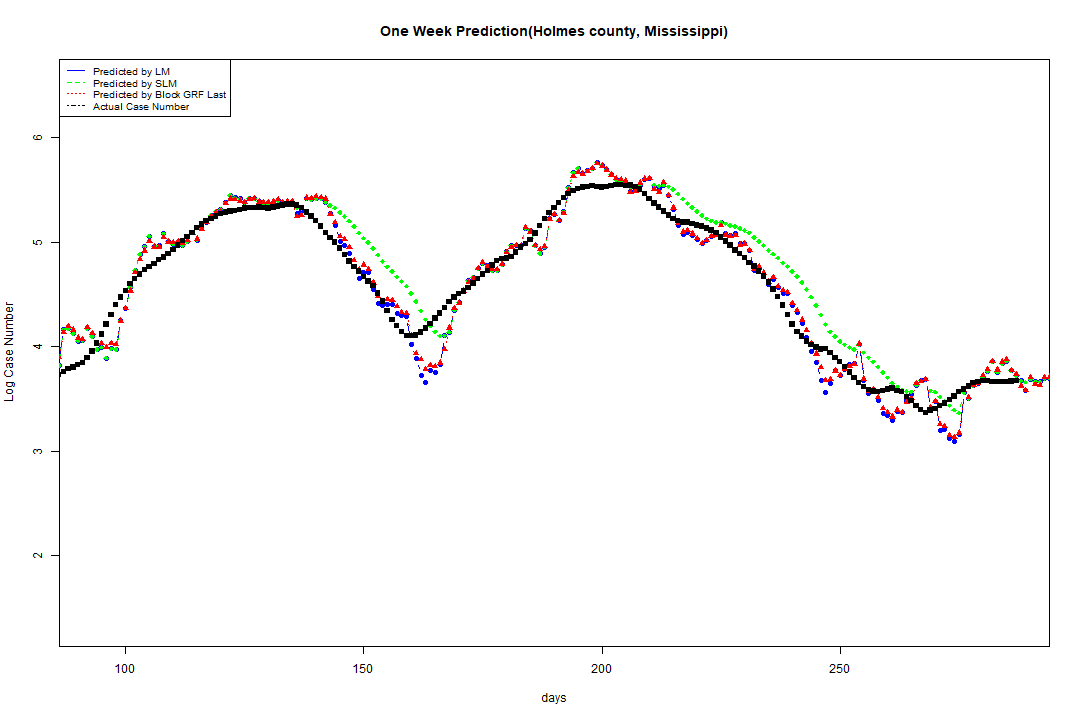 One Week Prediction(Holmes county, Mississippi)
Predicted by LM
Predicted by SLM
Predicted by Block GRF Last
Actual Case Number
6
5
4
3
2
Log Case Number
100 150 200 250
days